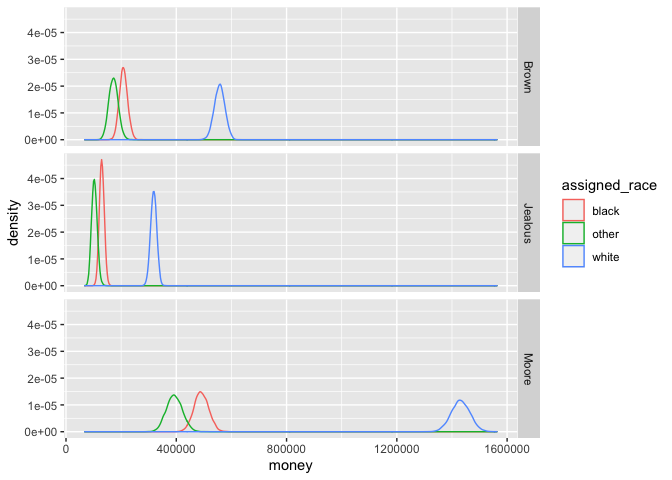 4e-05
3e-05
2e-05
1e-05
0e+00
Brown
4e-05
3e-05
2e-05
1e-05
0e+00
Jealous
4e-05
3e-05
2e-05
1e-05
0e+00
Moore
density
0
400000
800000
1200000
1600000
money
assigned_race
black
other
white